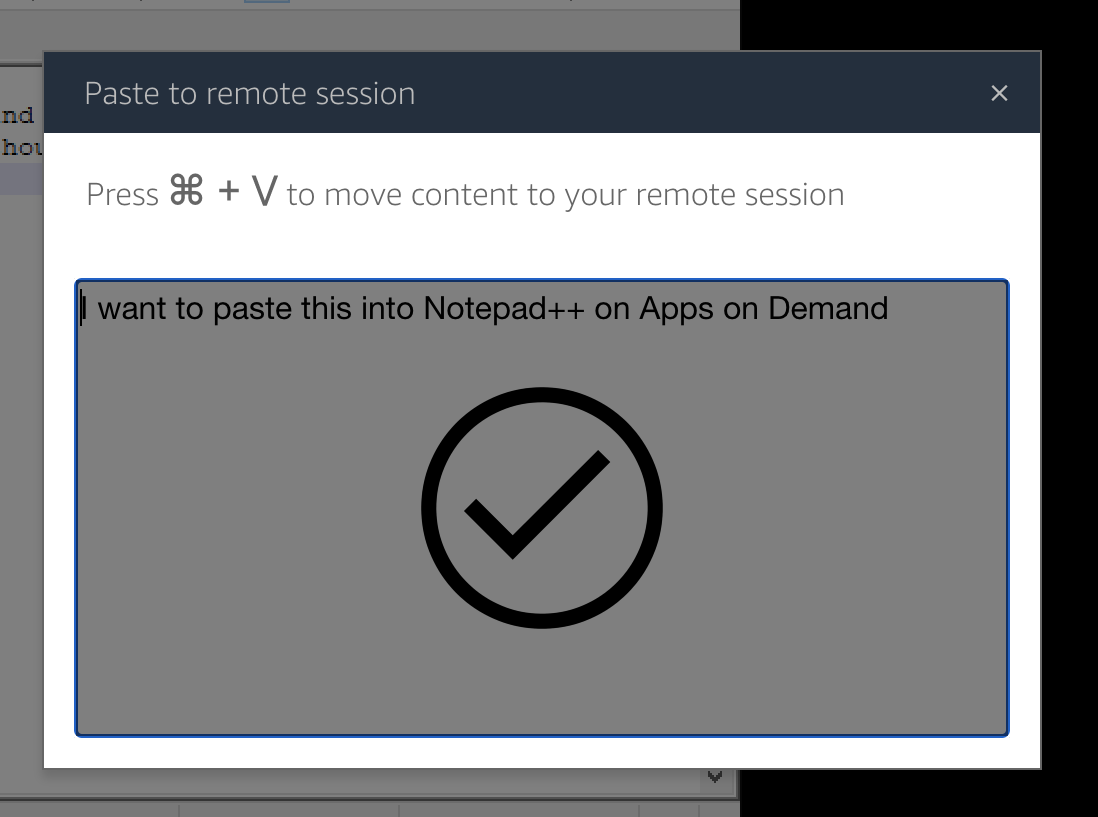 Paste to remote session
nd
hou
Press ⌘ + V to move content to your remote session
I want to paste this into Notepad++ on Apps on Demand